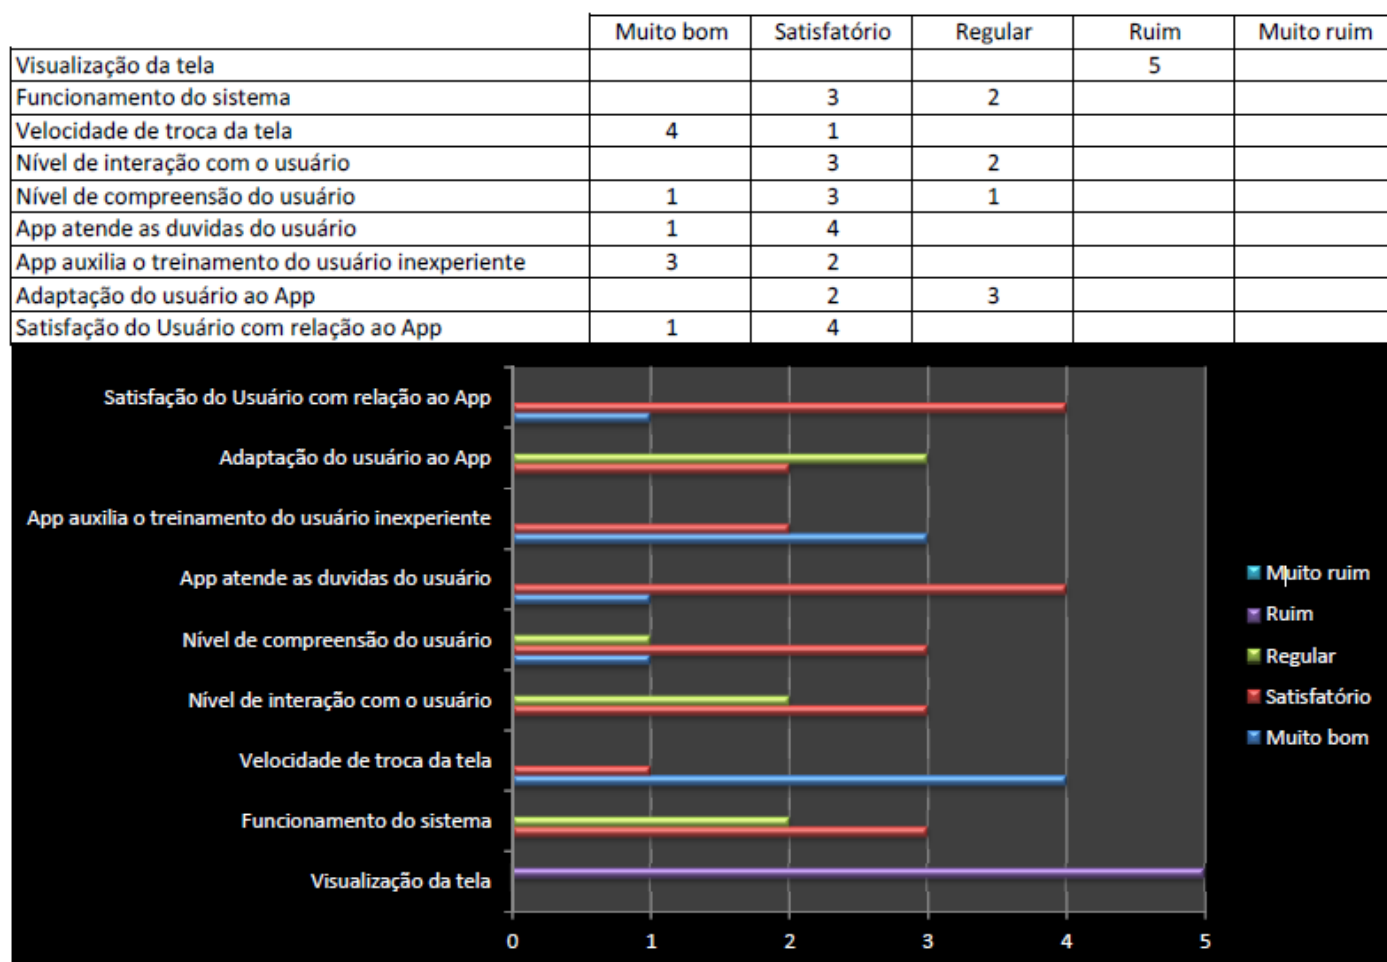 Muito bom Satisfatório Regular Ruim Muito ruim
Visualização da tela 5
Funcionamento do sistema 3 2
Velocidade de troca da tela 4 1
Nível de interação com o usuário 3 2
Nível de compreensão do usuário 1 3 1
App atende as duvidas do usuário 1 4
App auxilia o treinamento do usuário inexperiente 3 2
Adaptação do usuário ao App 2 3
Satisfação do Usuário com relação ao App 1 4
Satisfação do Usuário com relação ao App
Adaptação do usuário ao App
App auxilia o treinamento do usuário inexperiente
App atende as duvidas do usuário
Nível de compreensão do usuário
Nível de interação com o usuário
Velocidade de troca da tela
Funcionamento do sistema
Visualização da tela
0 1 2 3 4 5
Muito ruim
Ruim
Regular
Satisfatório
Muito bom